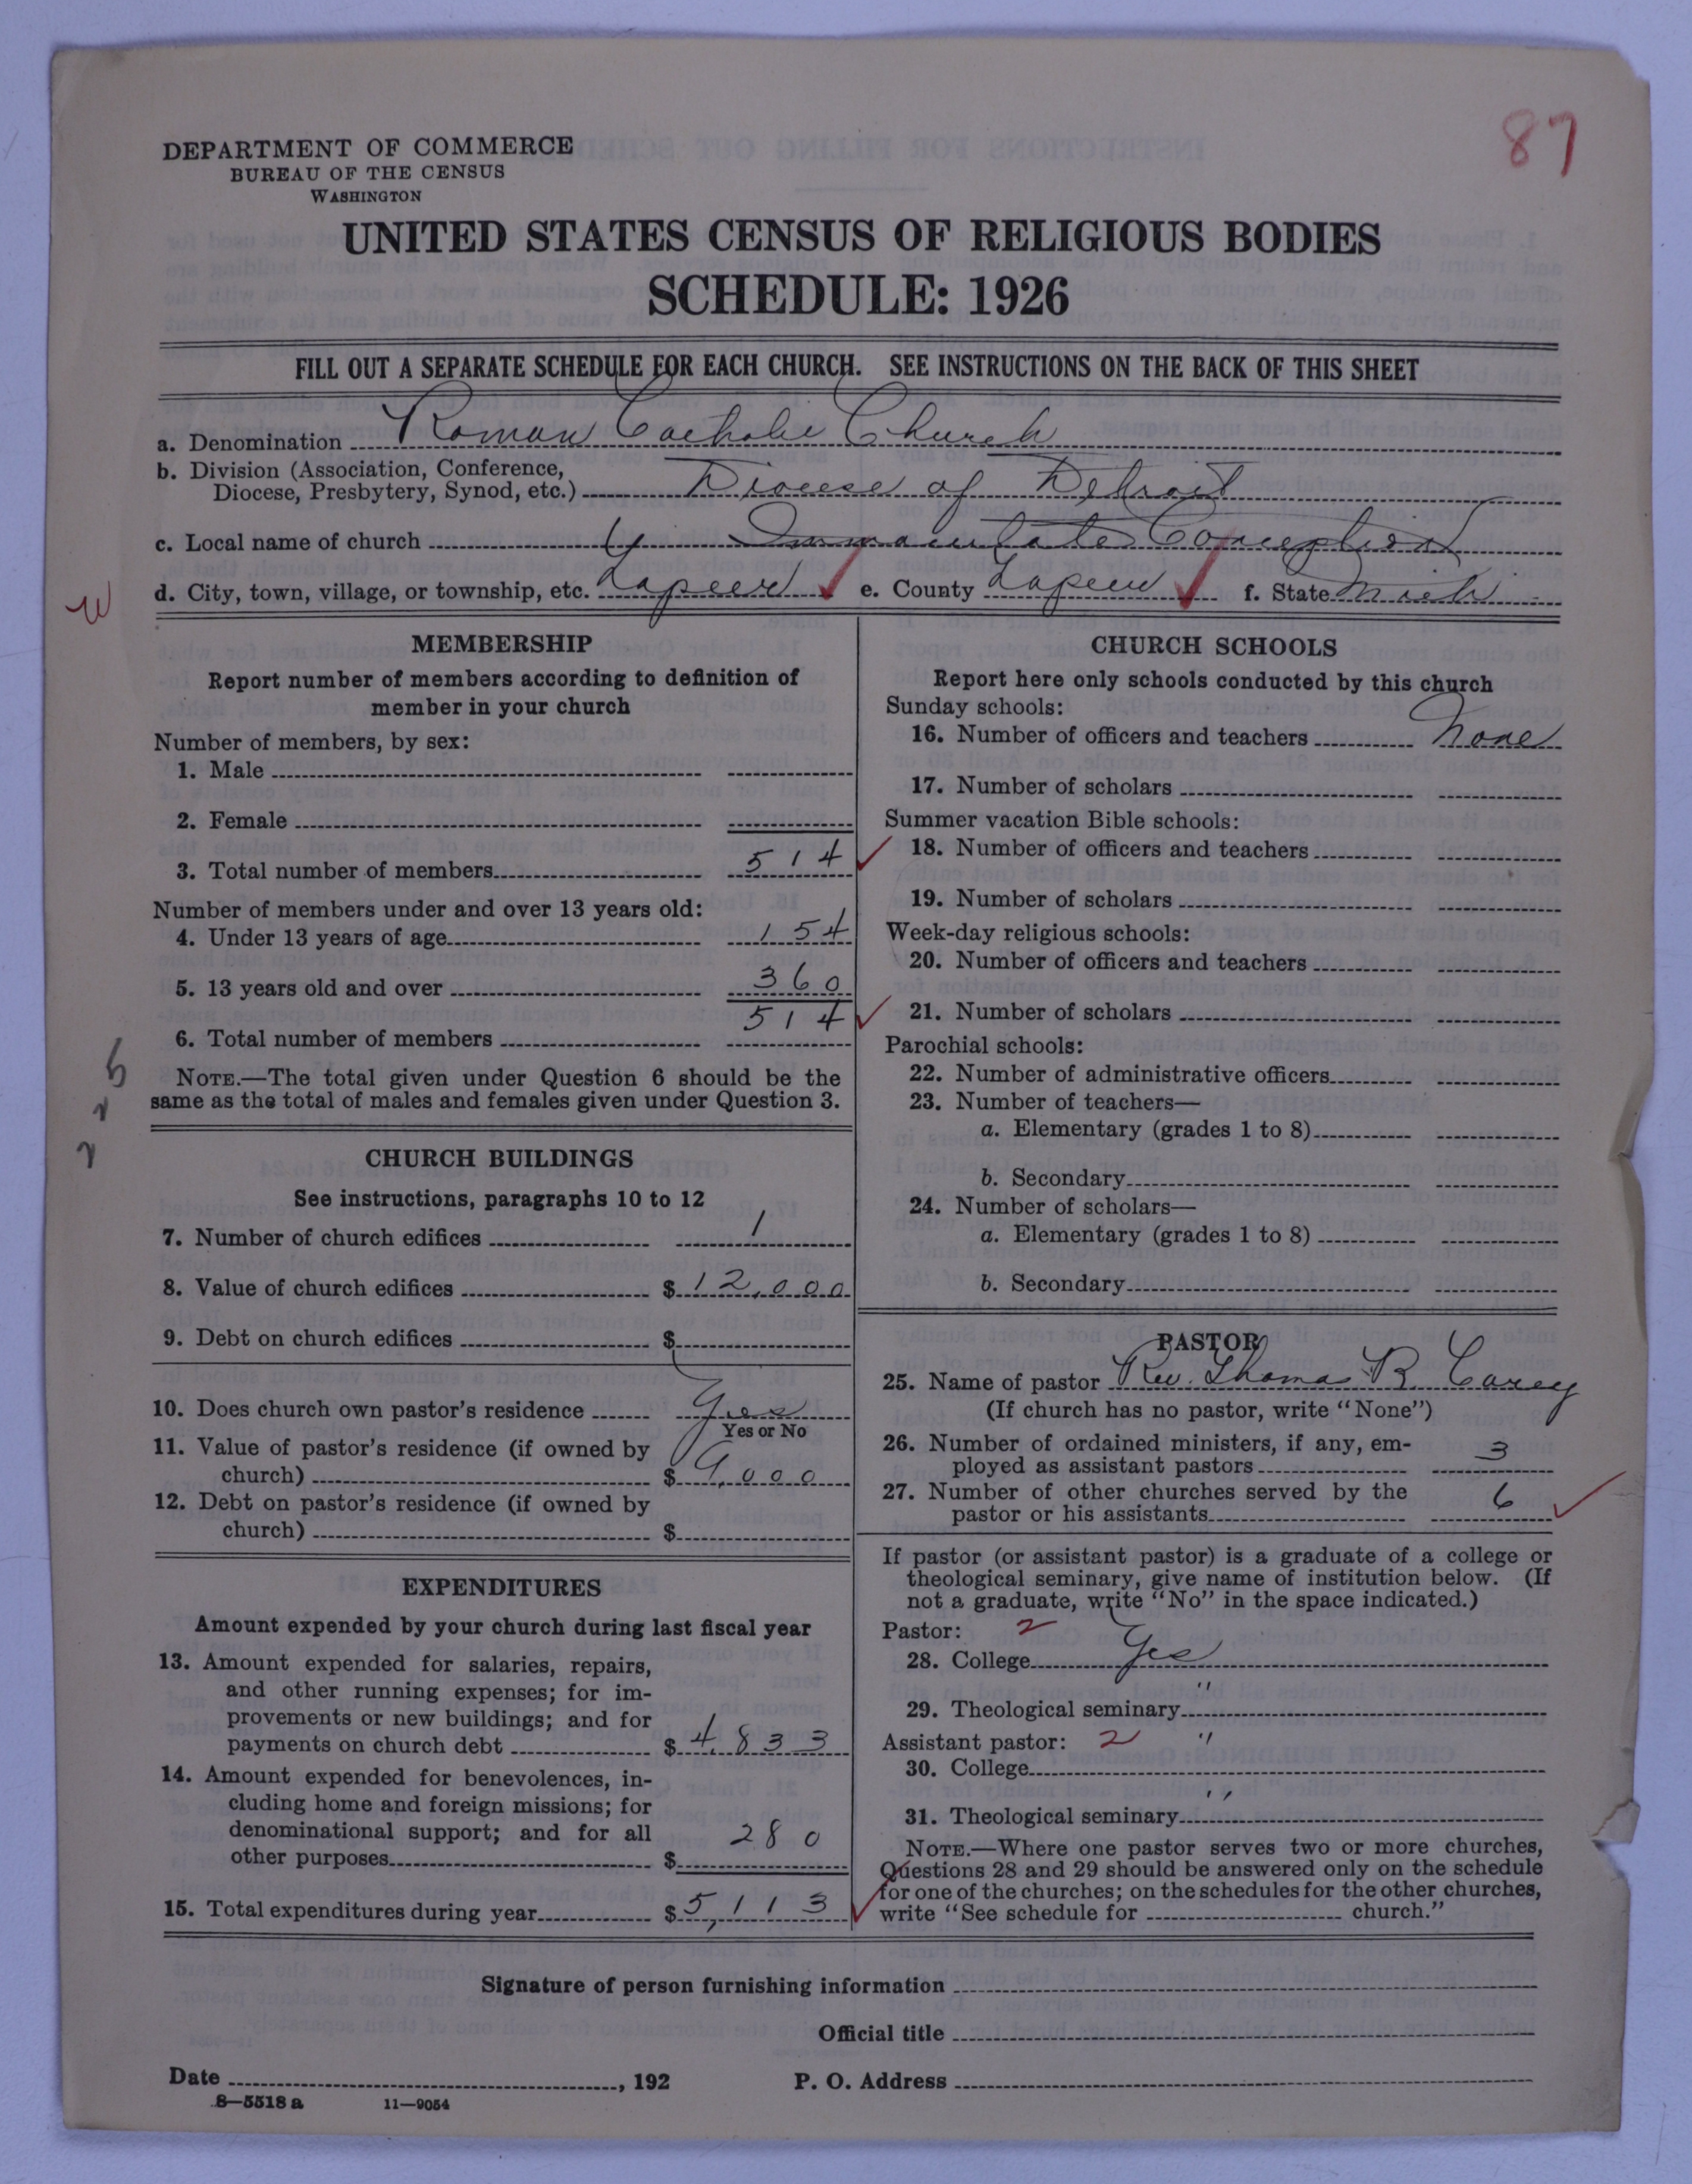 87
DEPARTMENT OF COMMERCE
BUREAU OF THE CENSUS
WASHINGTON
UNITED STATES CENSUS OF RELIGIOUS BODIES
SCHEDULE: 1926
FILL OUT A SEPARATE SCHEDULE FOR EACH CHURCH. SEE INSTRUCTIONS ON THE BACK OF THIS SHEET
a. Denomination Roman Catholic Church
b. Division (Association, Conference,
Diocese, Presbytery, Synod, etc.) Diocese of Detroit
c. Local name of church Immaculate Conception
d. City, town, village, or township, etc. Lapeer e. County Lapeer f. State Mich
MEMBERSHIP
Report number of members according to definition of
member in your church
Number of members, by sex:
1. Male
2. Female
3. Total number of members 514
Number of members under and over 13 years old:
4. Under 13 years of age 154
5. 13 years old and over 360
6. Total number of members 514
NOTE.—The total given under Question 6 should be the
same as the total of males and females given under Question 3.
CHURCH BUILDINGS
See instructions, paragraphs 10 to 12
7. Number of church edifices 1
8. Value of church edifices $ 12,000
9. Debt on church edifices $
10. Does church own pastor's residence Yes
Yes or No
11. Value of pastor's residence (if owned by
church) $ 9,000
12. Debt on pastor's residence (if owned by
church) $
EXPENDITURES
Amount expended by your church during last fiscal year
13. Amount expended for salaries, repairs,
and other running expenses; for im-
provements or new buildings; and for
payments on church debt $ 4833
14. Amount expended for benevolences, in-
cluding home and foreign missions; for
denominational support; and for all
other purposes $ 280
15. Total expenditures during year $ 5,113
CHURCH SCHOOLS
Report here only schools conducted by this church
Sunday schools:
16. Number of officers and teachers None
17. Number of scholars
Summer vacation Bible schools:
18. Number of officers and teachers
19. Number of scholars
Week-day religious schools:
20. Number of officers and teachers
21. Number of scholars
Parochial schools:
22. Number of administrative officers
23. Number of teachers—
a. Elementary (grades 1 to 8)
b. Secondary
24. Number of scholars—
a. Elementary (grades 1 to 8)
b. Secondary
PASTOR
25. Name of pastor Rev. Thomas R. Carey
(If church has no pastor, write "None")
26. Number of ordained ministers, if any, em-
ployed as assistant pastors 3
27. Number of other churches served by the
pastor or his assistants 6
If pastor (or assistant pastor) is a graduate of a college or
theological seminary, give name of institution below. (If
not a graduate, write "No" in the space indicated.)
Pastor: 2
28. College Yes
29. Theological seminary "
Assistant pastor: 2
30. College "
31. Theological seminary "
NOTE.—Where one pastor serves two or more churches,
Questions 28 and 29 should be answered only on the schedule
for one of the churches; on the schedules for the other churches,
write "See schedule for church."
Signature of person furnishing information
Official title
Date , 192 P. O. Address
8—5518 a 11—9054